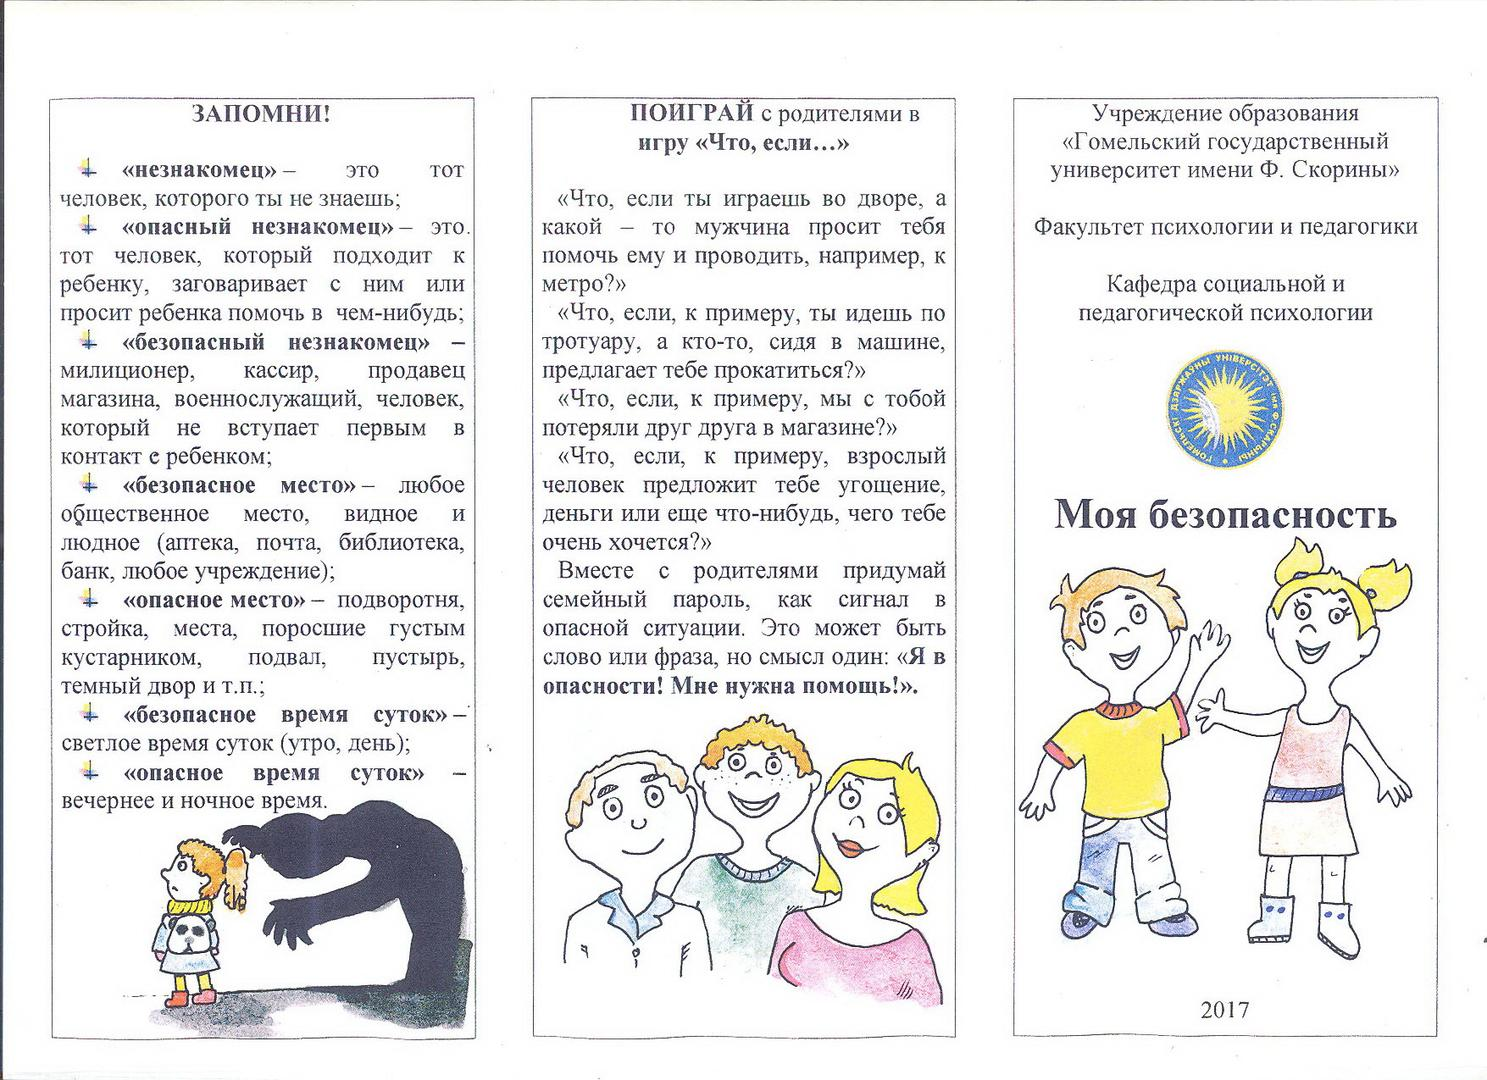 ЗАПОМНИ!
«незнакомец» – это тот
человек, которого ты не знаешь;
«опасный незнакомец» – это
тот человек, который подходит к
ребенку, заговаривает с ним или
просит ребенка помочь в чем-нибудь;
«безопасный незнакомец» –
милиционер, кассир, продавец
магазина, военнослужащий, человек,
который не вступает первым в
контакт с ребенком;
«безопасное место» – любое
общественное место, видное и
людное (аптека, почта, библиотека,
банк, любое учреждение);
«опасное место» – подворотня,
стройка, места, поросшие густым
кустарником, подвал, пустырь,
темный двор и т.п.;
«безопасное время суток» –
светлое время суток (утро, день);
«опасное время суток» –
вечернее и ночное время.
ПОИГРАЙ с родителями в
игру «Что, если…»
«Что, если ты играешь во дворе, а
какой – то мужчина просит тебя
помочь ему и проводить, например, к
метро?»
«Что, если, к примеру, ты идешь по
тротуару, а кто-то, сидя в машине,
предлагает тебе прокатиться?»
«Что, если, к примеру, мы с тобой
потеряли друг друга в магазине?»
«Что, если, к примеру, взрослый
человек предложит тебе угощение,
деньги или еще что-нибудь, чего тебе
очень хочется?»
Вместе с родителями придумай
семейный пароль, как сигнал в
опасной ситуации. Это может быть
слово или фраза, но смысл один: «Я в
опасности! Мне нужна помощь!».
Учреждение образования
«Гомельский государственный
университет имени Ф. Скорины»
Факультет психологии и педагогики
Кафедра социальной и
педагогической психологии
ГОМЕЛЬСКІ ДЗЯРЖАЎНЫ УНІВЕРСІТЭТ імя Ф. СКАРЫНЫ
Моя безопасность
2017